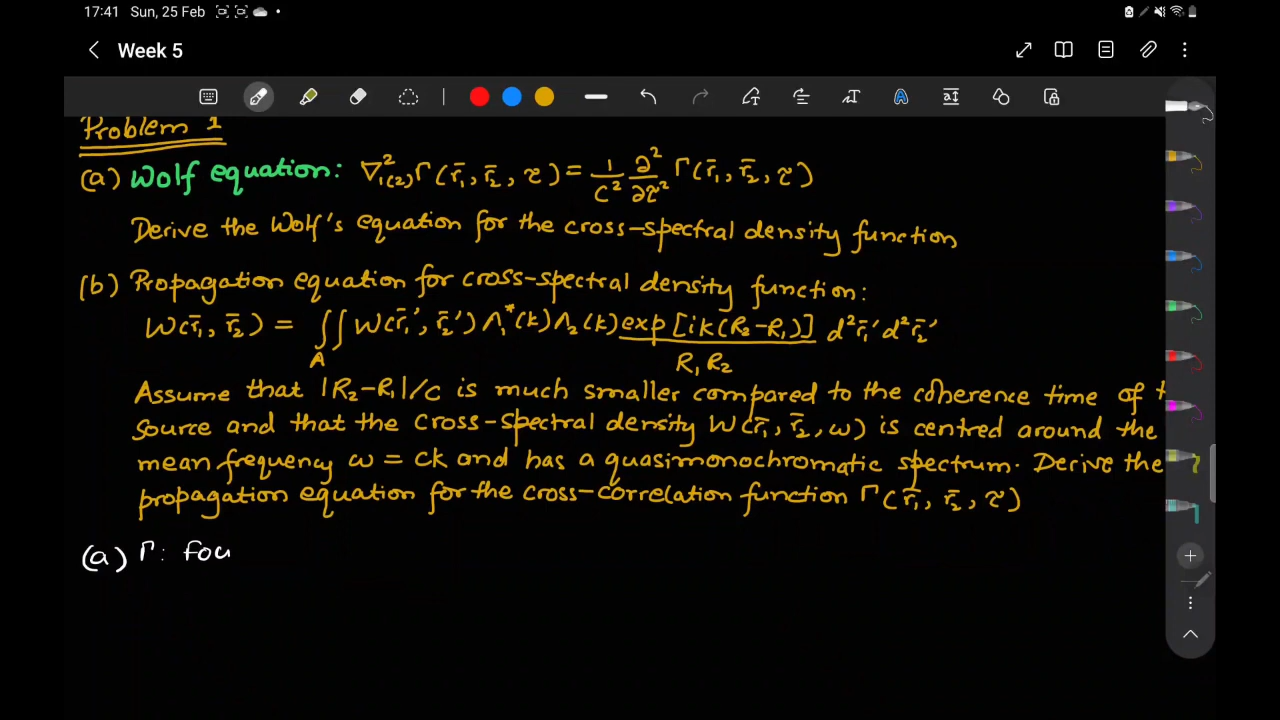 17:41 Sun, 25 Feb
Week 5
Problem 1
(a) Wolf equation: ∇²₁₍₂₎Γ(r̄₁, r̄₂, τ) = 1/c² ∂²/∂τ² Γ(r̄₁, r̄₂, τ)
Derive the Wolf's equation for the cross-spectral density function
(b) Propagation equation for cross-spectral density function:
W(r̄₁, r̄₂) = ∫∫_A W(r̄₁', r̄₂') Λ₁*(k) Λ₂(k) exp[ik(R₂-R₁)]/R₁R₂ d²r̄₁' d²r̄₂'
Assume that |R₂-R₁|/c is much smaller compared to the coherence time of t
source and that the cross-spectral density W(r̄₁, r̄₂, ω) is centred around the
mean frequency ω = ck and has a quasimonochromatic spectrum. Derive the
propagation equation for the cross-correlation function Γ(r̄₁, r̄₂, τ)
(a) Γ: fou